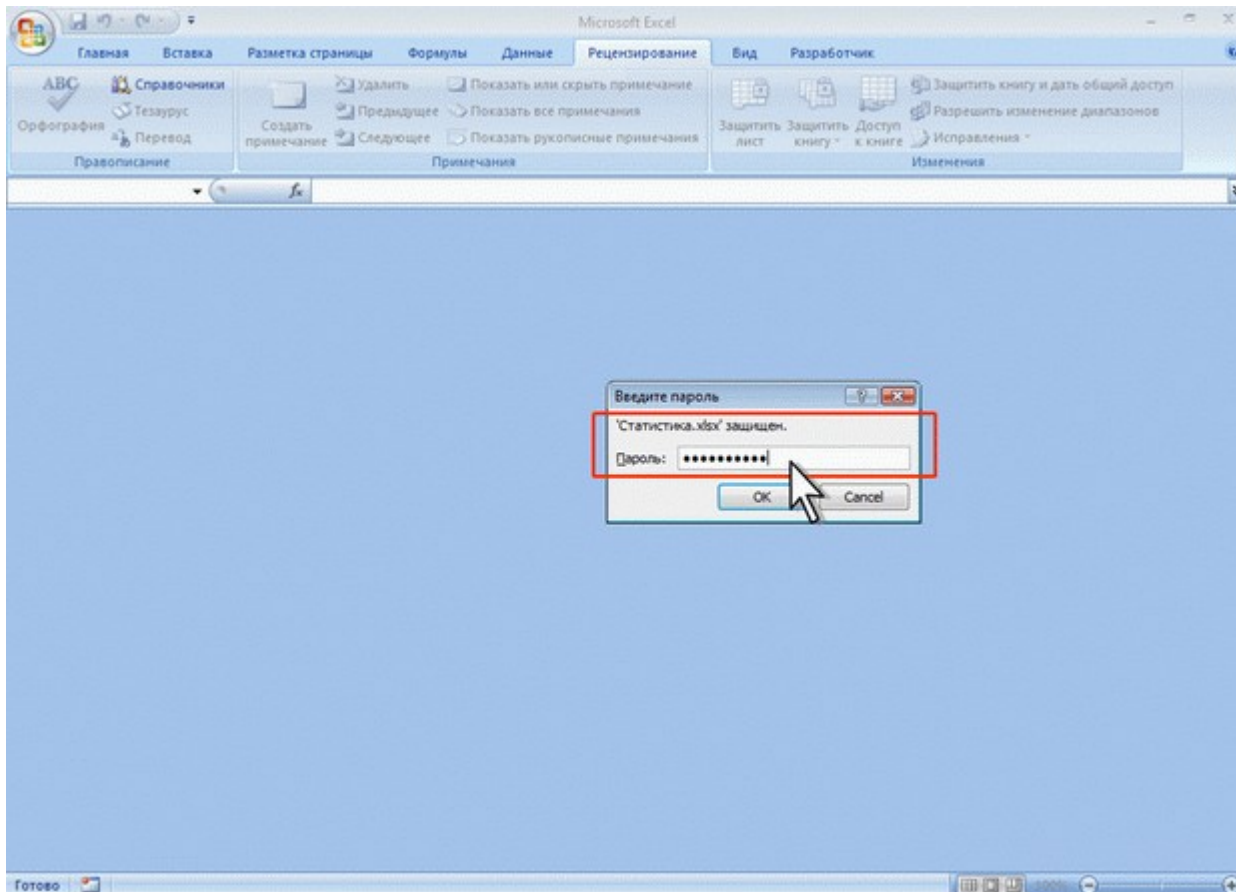 Microsoft Excel
Главная Вставка Разметка страницы Формулы Данные Рецензирование Вид Разработчик
ABC Справочники Удалить Показать или скрыть примечание Защитить книгу и дать общий доступ
Тезаурус Предыдущее Показать все примечания Разрешить изменение диапазонов
Орфография Перевод Создать примечание Следующее Показать рукописные примечания Защитить лист Защитить книгу Доступ к книге Исправления
Правописание Примечания Изменения
fx
Введите пароль
'Статистика.xlsx' защищен.
Пароль: ••••••••••
OK Cancel
Готово 100%